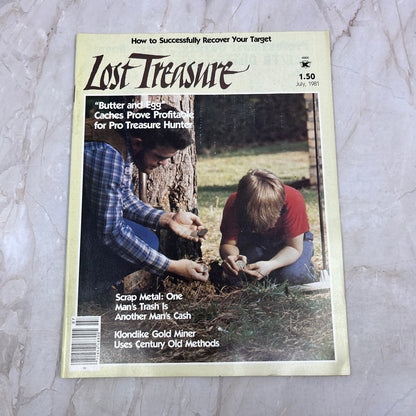 How to Successfully Recover Your Target
Lost Treasure
1.50
July, 1981
"Butter and Egg"
Caches Prove Profitable
for Pro Treasure Hunter
Scrap Metal: One
Man's Trash Is
Another Man's Cash
Klondike Gold Miner
Uses Century Old Methods